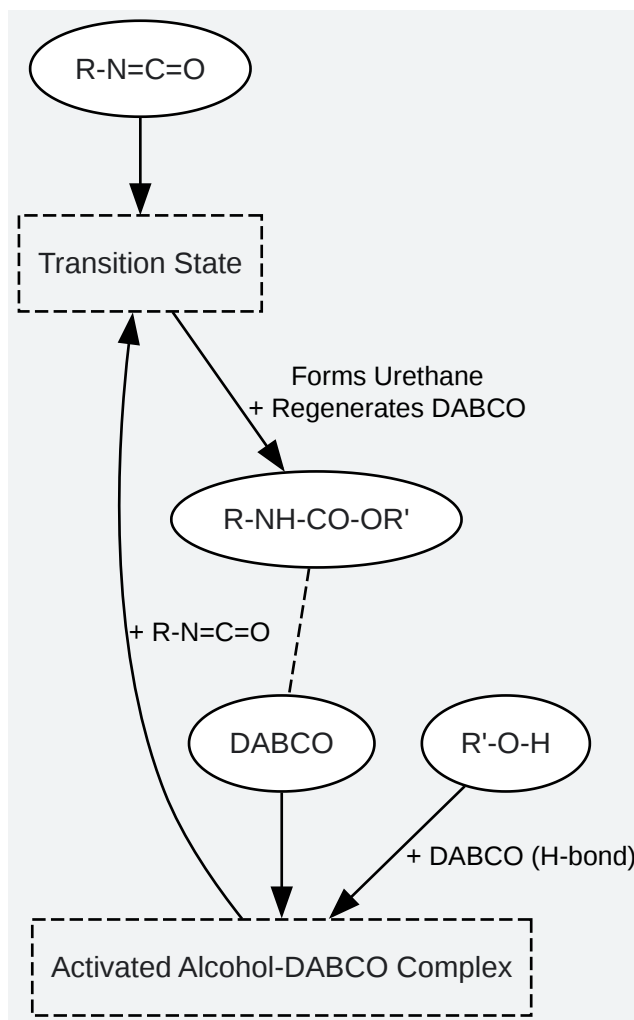 R-N=C=O
Transition State
Forms Urethane
+ Regenerates DABCO
R-NH-CO-OR'
+ R-N=C=O
DABCO
R'-O-H
+ DABCO (H-bond)
Activated Alcohol-DABCO Complex